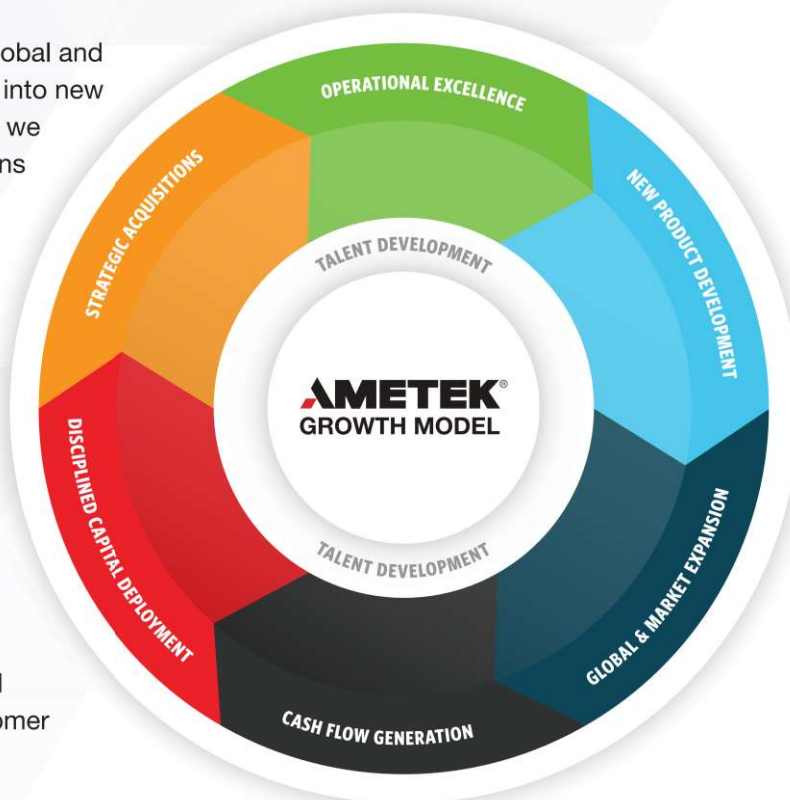 obal and
into new
we
ns
omer
OPERATIONAL EXCELLENCE
NEW PRODUCT DEVELOPMENT
GLOBAL & MARKET EXPANSION
CASH FLOW GENERATION
DISCIPLINED CAPITAL DEPLOYMENT
STRATEGIC ACQUISITIONS
TALENT DEVELOPMENT
AMETEK®
GROWTH MODEL
TALENT DEVELOPMENT